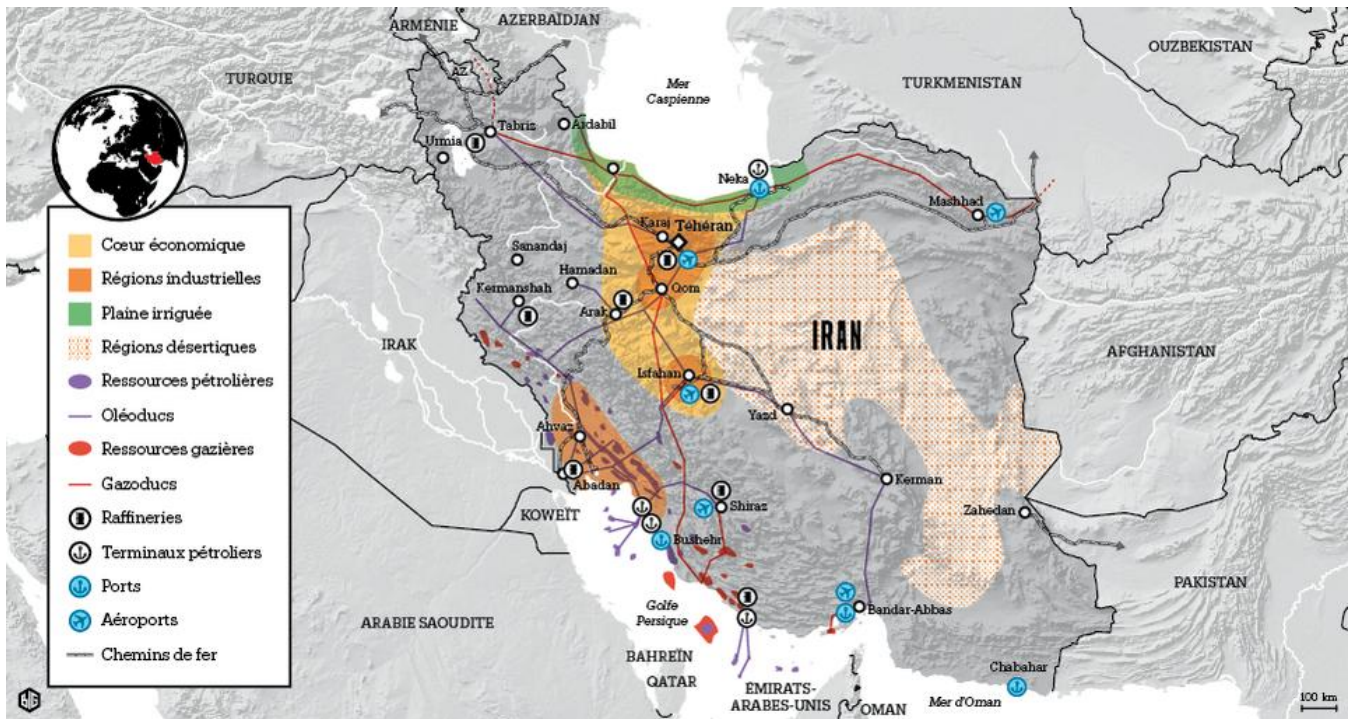 ARMÉNIE
AZERBAÏDJAN
OUZBEKISTAN
TURQUIE
AZ.
Mer
Caspienne
TURKMENISTAN
Tabriz
Ardabil
Urmia
Neka
Mashhad
Karaj
Téhéran
Sanandaj
Hamadan
Qom
Kermanshah
Arak
IRAN
IRAK
AFGHANISTAN
Isfahan
Yazd
Ahvaz
Kerman
Abadan
Shiraz
Zahedan
KOWEÏT
Bushehr
PAKISTAN
Golfe
Persique
Bandar-Abbas
ARABIE SAOUDITE
BAHREÏN
QATAR
Chabahar
ÉMIRATS-
ARABES-UNIS
OMAN
Mer d'Oman
100 km
Cœur économique
Régions industrielles
Plaine irriguée
Régions désertiques
Ressources pétrolières
Oléoducs
Ressources gazières
Gazoducs
Raffineries
Terminaux pétroliers
Ports
Aéroports
Chemins de fer